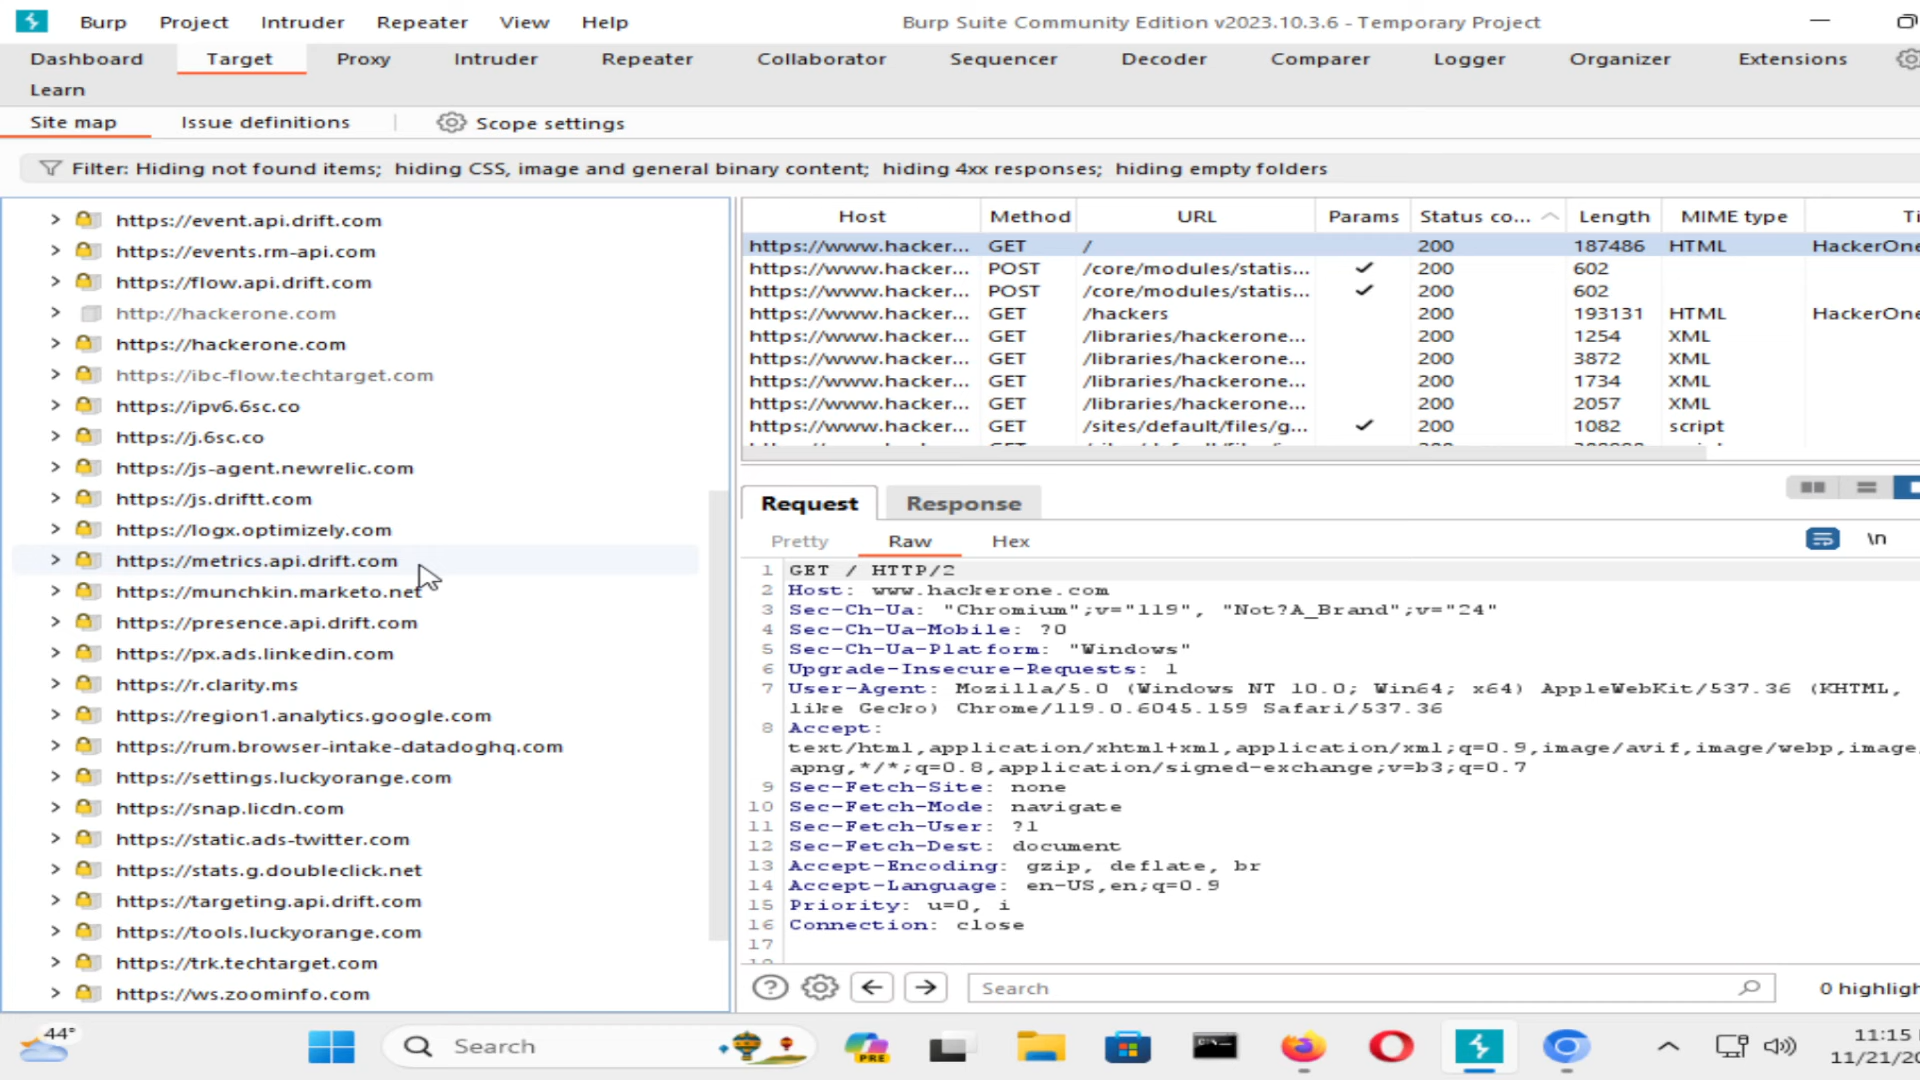 Burp Project Intruder Repeater View Help Burp Suite Community Edition v2023.10.3.6 - Temporary Project
Dashboard Target Proxy Intruder Repeater Collaborator Sequencer Decoder Comparer Logger Organizer Extensions
Learn
Site map Issue definitions Scope settings
Filter: Hiding not found items; hiding CSS, image and general binary content; hiding 4xx responses; hiding empty folders
https://event.api.drift.com
https://events.rm-api.com
https://flow.api.drift.com
http://hackerone.com
https://hackerone.com
https://ibc-flow.techtarget.com
https://ipv6.6sc.co
https://j.6sc.co
https://js-agent.newrelic.com
https://js.driftt.com
https://logx.optimizely.com
https://metrics.api.drift.com
https://munchkin.marketo.net
https://presence.api.drift.com
https://px.ads.linkedin.com
https://r.clarity.ms
https://region1.analytics.google.com
https://rum.browser-intake-datadoghq.com
https://settings.luckyorange.com
https://snap.licdn.com
https://static.ads-twitter.com
https://stats.g.doubleclick.net
https://targeting.api.drift.com
https://tools.luckyorange.com
https://trk.techtarget.com
https://ws.zoominfo.com
Host Method URL Params Status co... Length MIME type Ti
https://www.hacker... GET / 200 187486 HTML HackerOne
https://www.hacker... POST /core/modules/statis... ✓ 200 602
https://www.hacker... POST /core/modules/statis... ✓ 200 602
https://www.hacker... GET /hackers 200 193131 HTML HackerOne
https://www.hacker... GET /libraries/hackerone... 200 1254 XML
https://www.hacker... GET /libraries/hackerone... 200 3872 XML
https://www.hacker... GET /libraries/hackerone... 200 1734 XML
https://www.hacker... GET /libraries/hackerone... 200 2057 XML
https://www.hacker... GET /sites/default/files/g... ✓ 200 1082 script
Request Response
Pretty Raw Hex \n
1 GET / HTTP/2
2 Host: www.hackerone.com
3 Sec-Ch-Ua: "Chromium";v="119", "Not?A_Brand";v="24"
4 Sec-Ch-Ua-Mobile: ?0
5 Sec-Ch-Ua-Platform: "Windows"
6 Upgrade-Insecure-Requests: 1
7 User-Agent: Mozilla/5.0 (Windows NT 10.0; Win64; x64) AppleWebKit/537.36 (KHTML,
like Gecko) Chrome/119.0.6045.159 Safari/537.36
8 Accept:
text/html,application/xhtml+xml,application/xml;q=0.9,image/avif,image/webp,image
apng,*/*;q=0.8,application/signed-exchange;v=b3;q=0.7
9 Sec-Fetch-Site: none
10 Sec-Fetch-Mode: navigate
11 Sec-Fetch-User: ?1
12 Sec-Fetch-Dest: document
13 Accept-Encoding: gzip, deflate, br
14 Accept-Language: en-US,en;q=0.9
15 Priority: u=0, i
16 Connection: close
17
Search 0 highligh
44° Search PRE 11:15
11/21/20